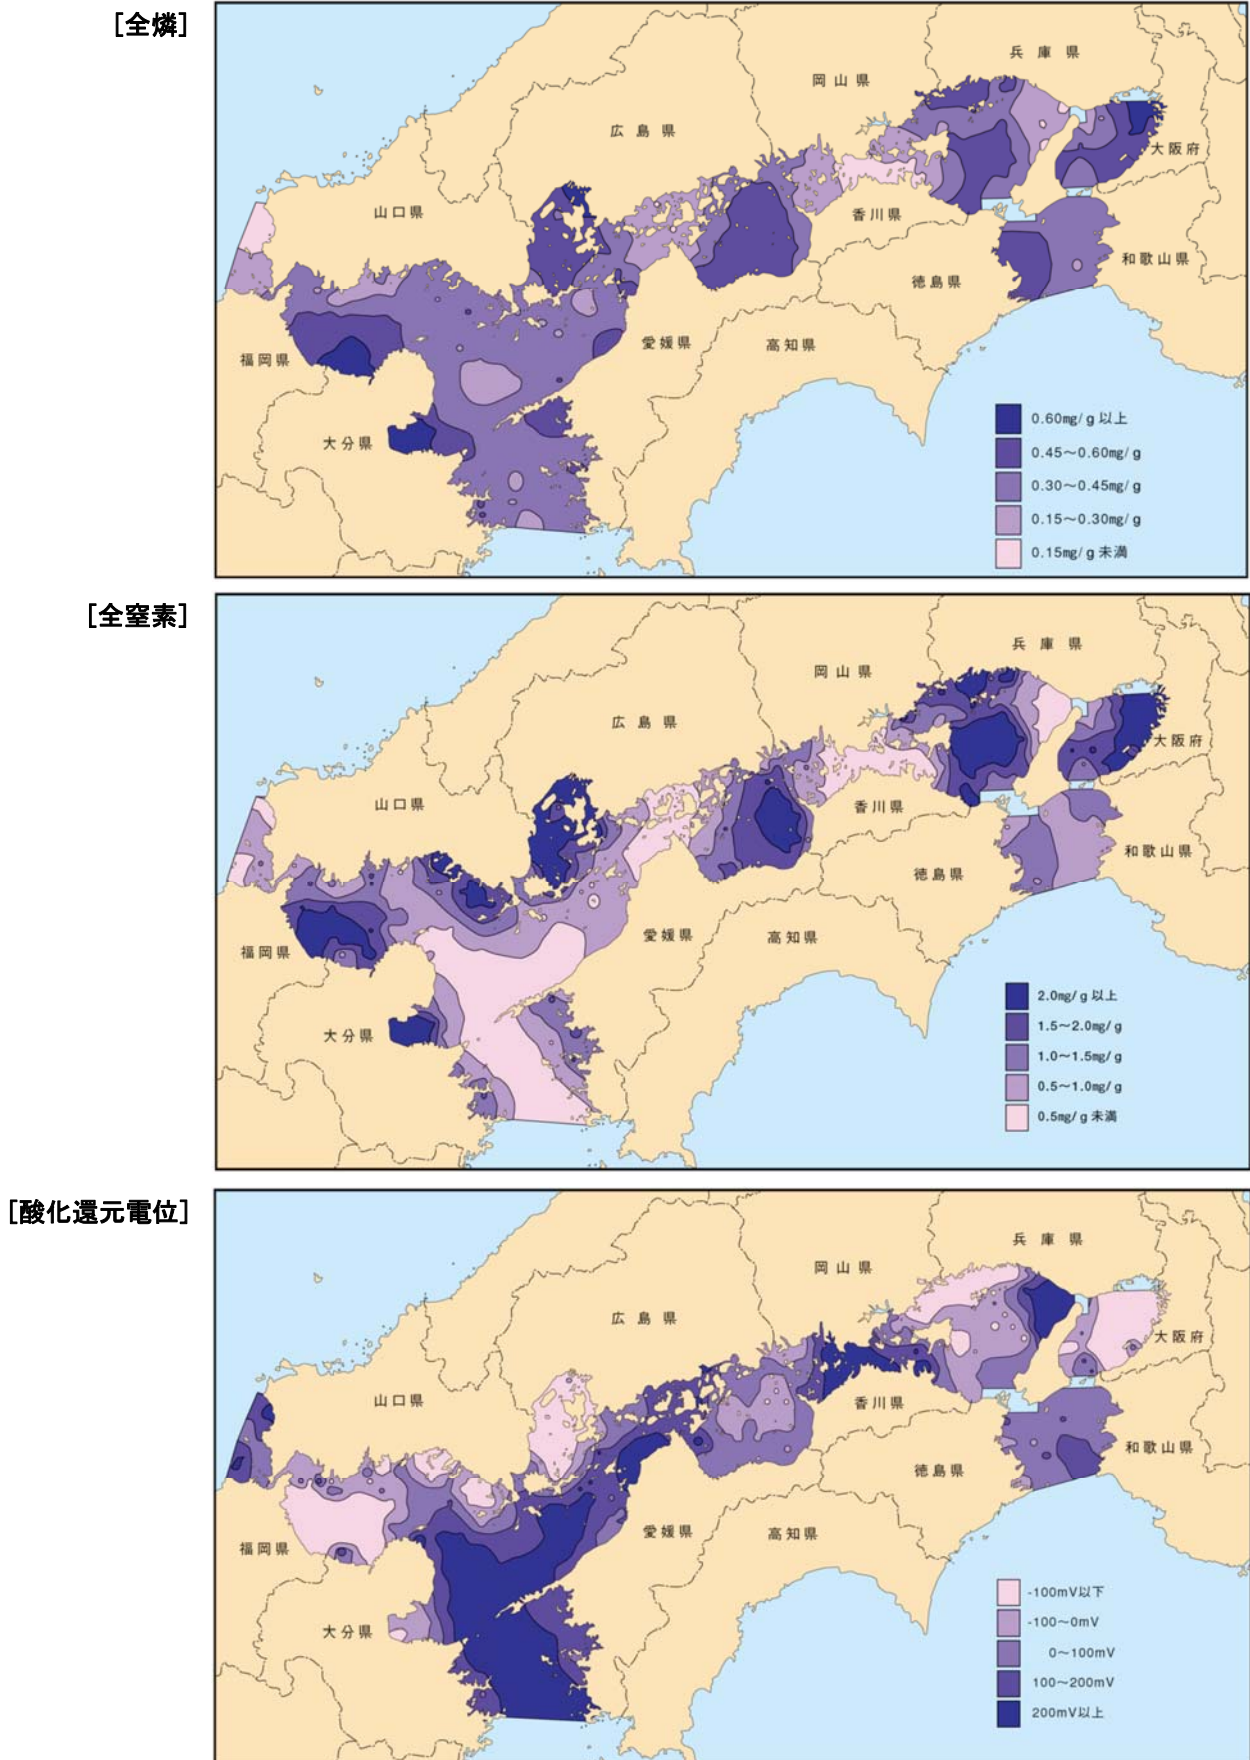 [全燐]
兵庫県
岡山県
広島県
大阪府
山口県
香川県
和歌山県
徳島県
愛媛県
高知県
福岡県
大分県
0.60mg/g以上
0.45～0.60mg/g
0.30～0.45mg/g
0.15～0.30mg/g
0.15mg/g未満
[全窒素]
兵庫県
岡山県
広島県
大阪府
山口県
香川県
和歌山県
徳島県
愛媛県
高知県
福岡県
大分県
2.0mg/g以上
1.5～2.0mg/g
1.0～1.5mg/g
0.5～1.0mg/g
0.5mg/g未満
[酸化還元電位]
兵庫県
岡山県
広島県
大阪府
山口県
香川県
和歌山県
徳島県
愛媛県
高知県
福岡県
大分県
-100mV以下
-100～0mV
0～100mV
100～200mV
200mV以上